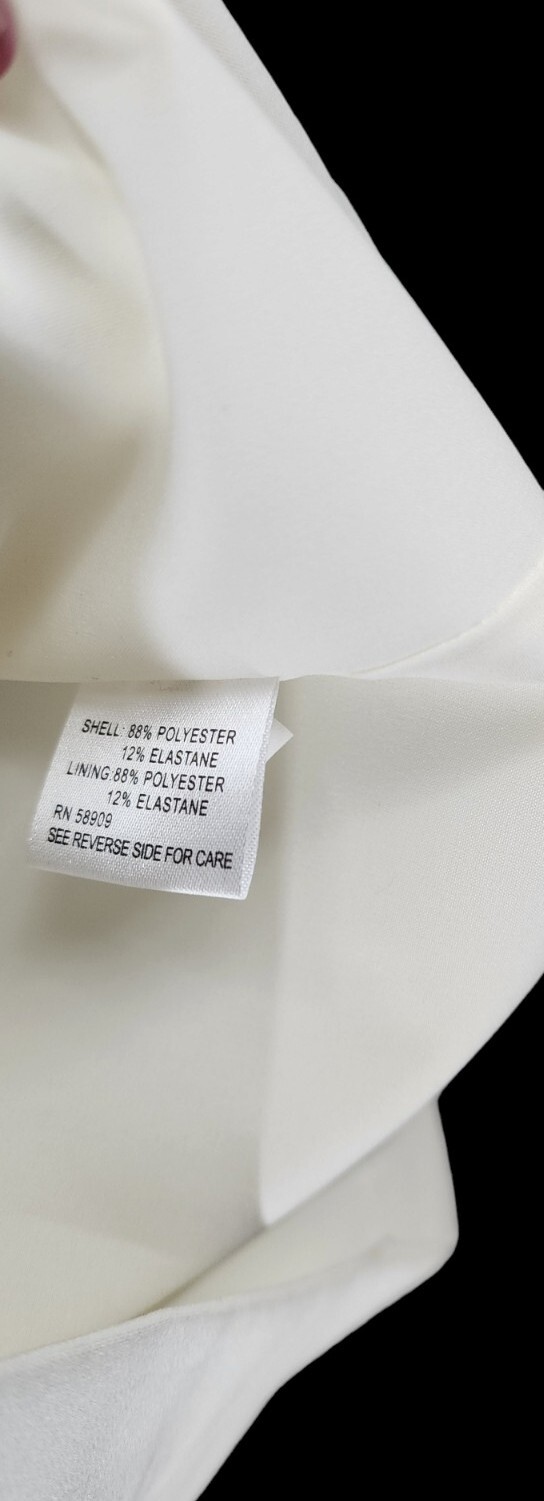 SHELL: 88% POLYESTER
12% ELASTANE
LINING:88% POLYESTER
12% ELASTANE
RN 58909
SEE REVERSE SIDE FOR CARE